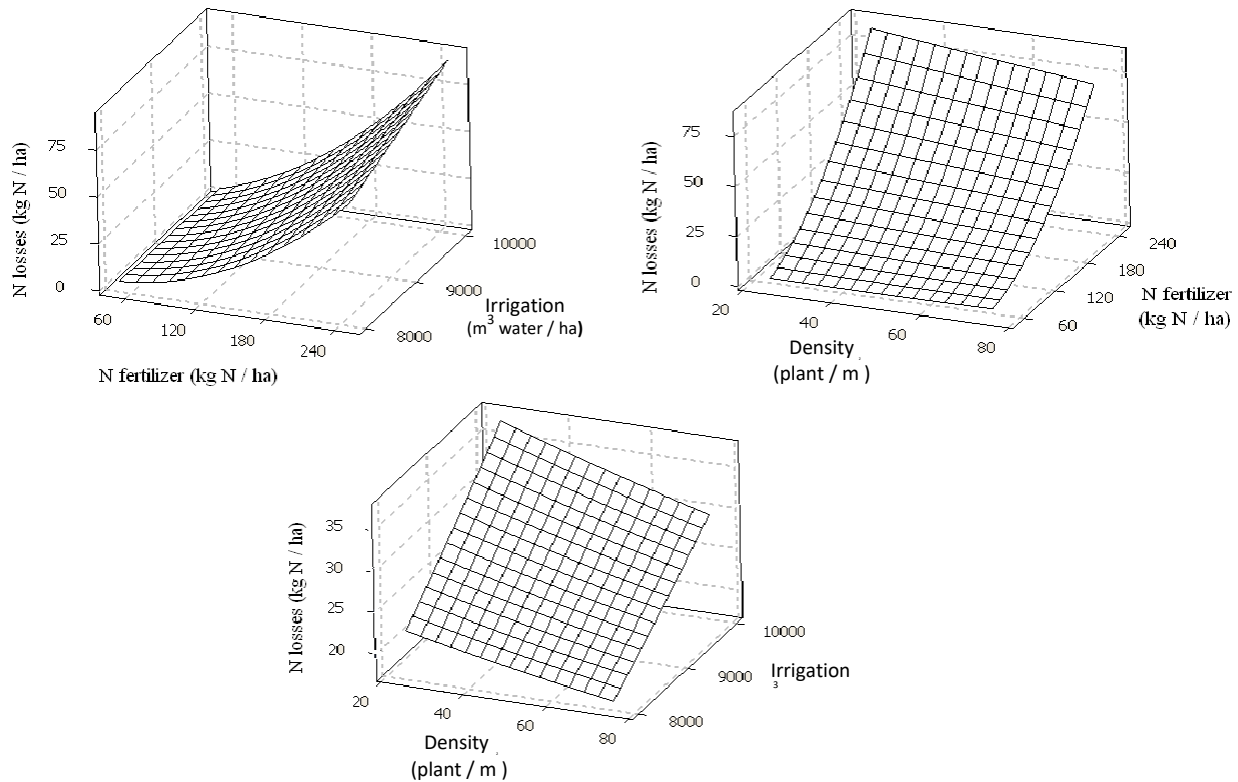 N losses (kg N / ha)
75
50
25
0
60
120
180
240
N fertilizer (kg N / ha)
8000
9000
10000
Irrigation
(m³ water / ha)
N losses (kg N / ha)
75
50
25
0
20
40
60
80
Density
(plant / m )
60
120
180
240
N fertilizer
(kg N / ha)
N losses (kg N / ha)
35
30
25
20
20
40
60
80
Density
(plant / m )
8000
9000
10000
Irrigation
3